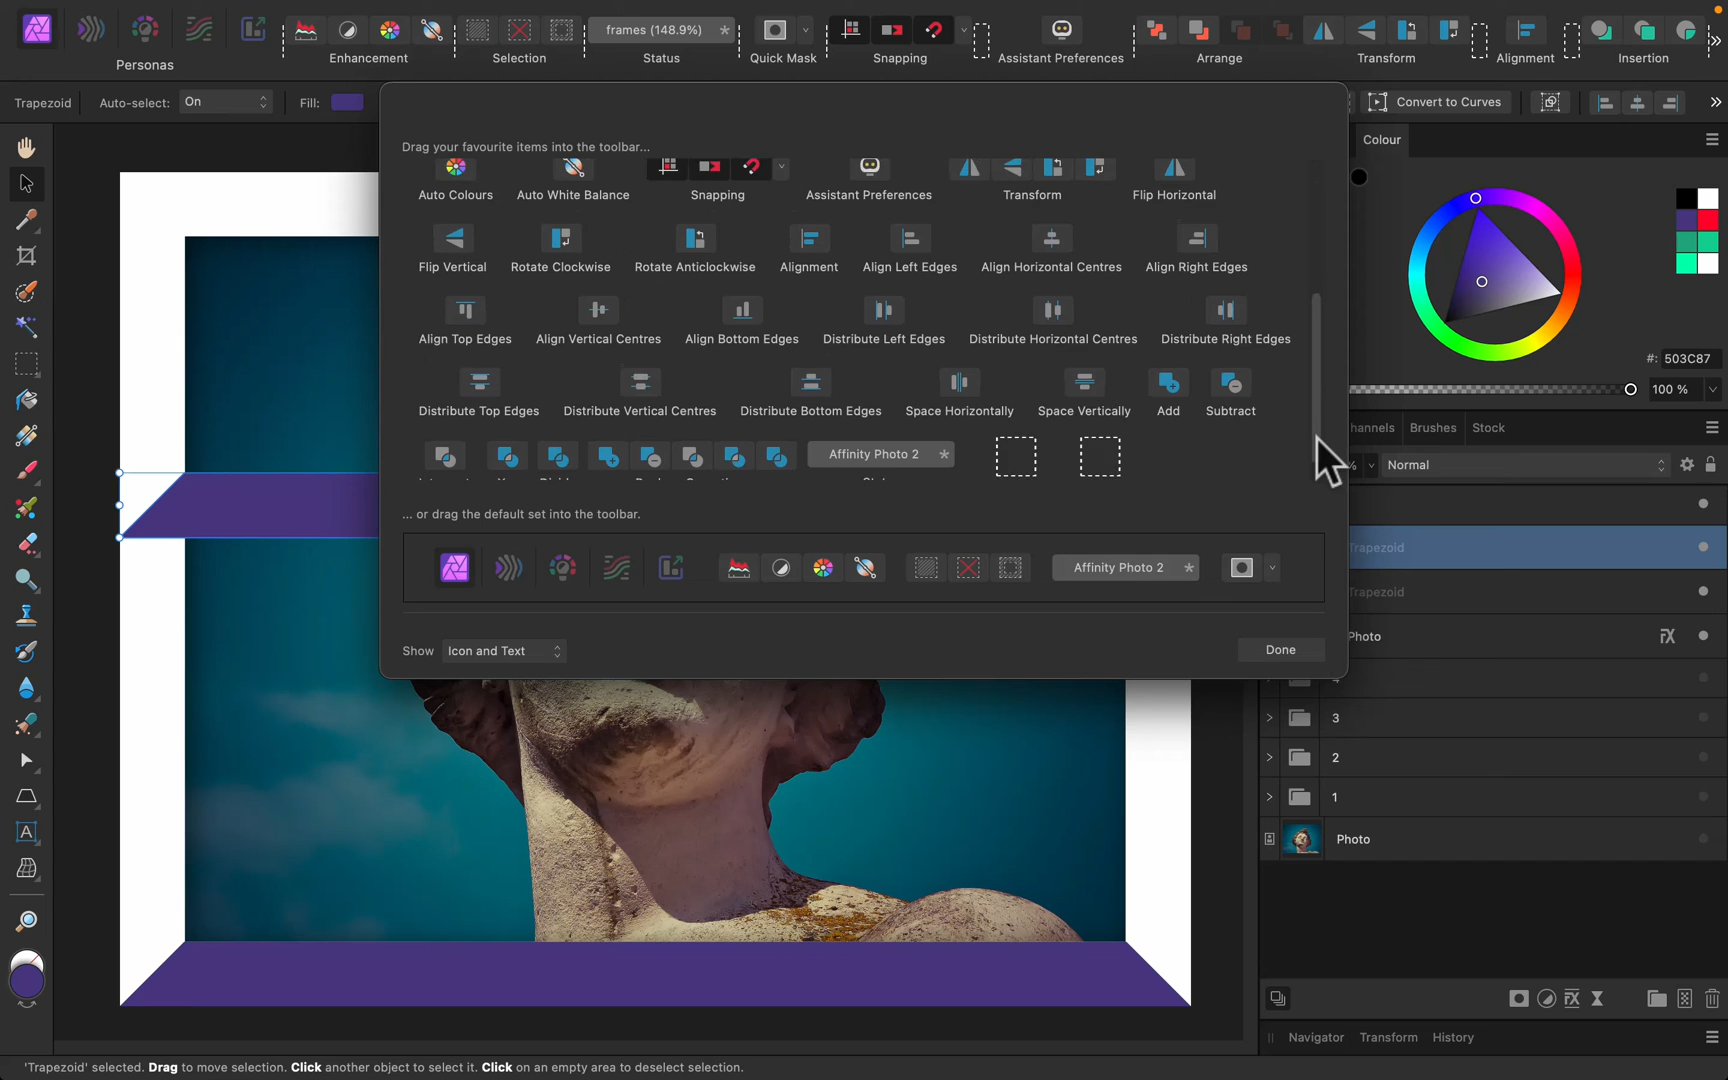 Personas
Enhancement
Selection
frames (148.9%) *
Status
Quick Mask
Snapping
Assistant Preferences
Arrange
Transform
Alignment
Insertion
Trapezoid
Auto-select: On
Fill:
Convert to Curves
Drag your favourite items into the toolbar...
Auto Colours
Auto White Balance
Snapping
Assistant Preferences
Transform
Flip Horizontal
Flip Vertical
Rotate Clockwise
Rotate Anticlockwise
Alignment
Align Left Edges
Align Horizontal Centres
Align Right Edges
Align Top Edges
Align Vertical Centres
Align Bottom Edges
Distribute Left Edges
Distribute Horizontal Centres
Distribute Right Edges
Distribute Top Edges
Distribute Vertical Centres
Distribute Bottom Edges
Space Horizontally
Space Vertically
Add
Subtract
Affinity Photo 2 *
... or drag the default set into the toolbar.
Affinity Photo 2 *
Show Icon and Text
Done
Colour
#: 503C87
100 %
Brushes
Stock
% Normal
Trapezoid
Trapezoid
Photo
3
2
1
Photo
Navigator
Transform
History
'Trapezoid' selected. Drag to move selection. Click another object to select it. Click on an empty area to deselect selection.